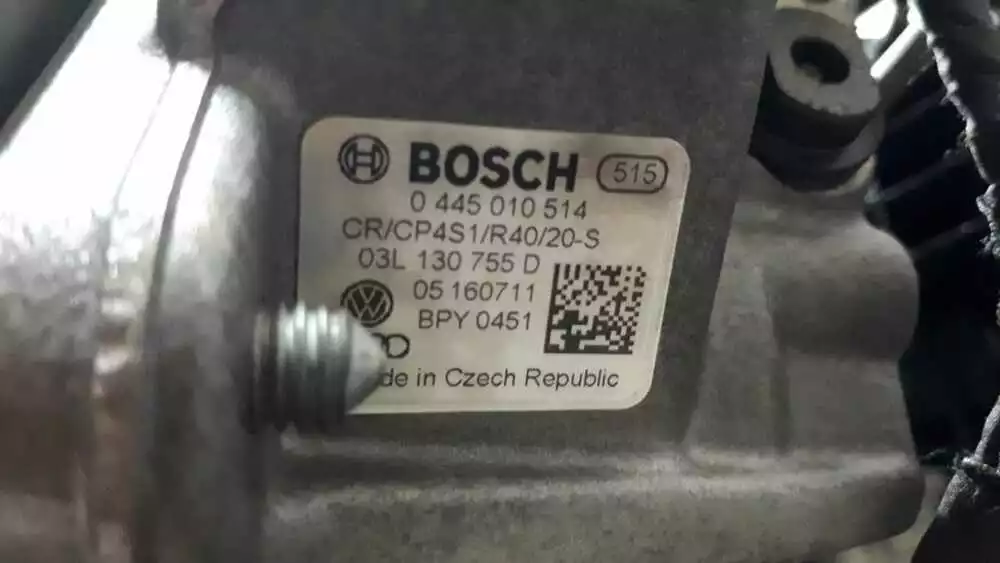 BOSCH 515
0 445 010 514
CR/CP4S1/R40/20-S
03L 130 755 D
05 160711
BPY 0451
in Czech Republic